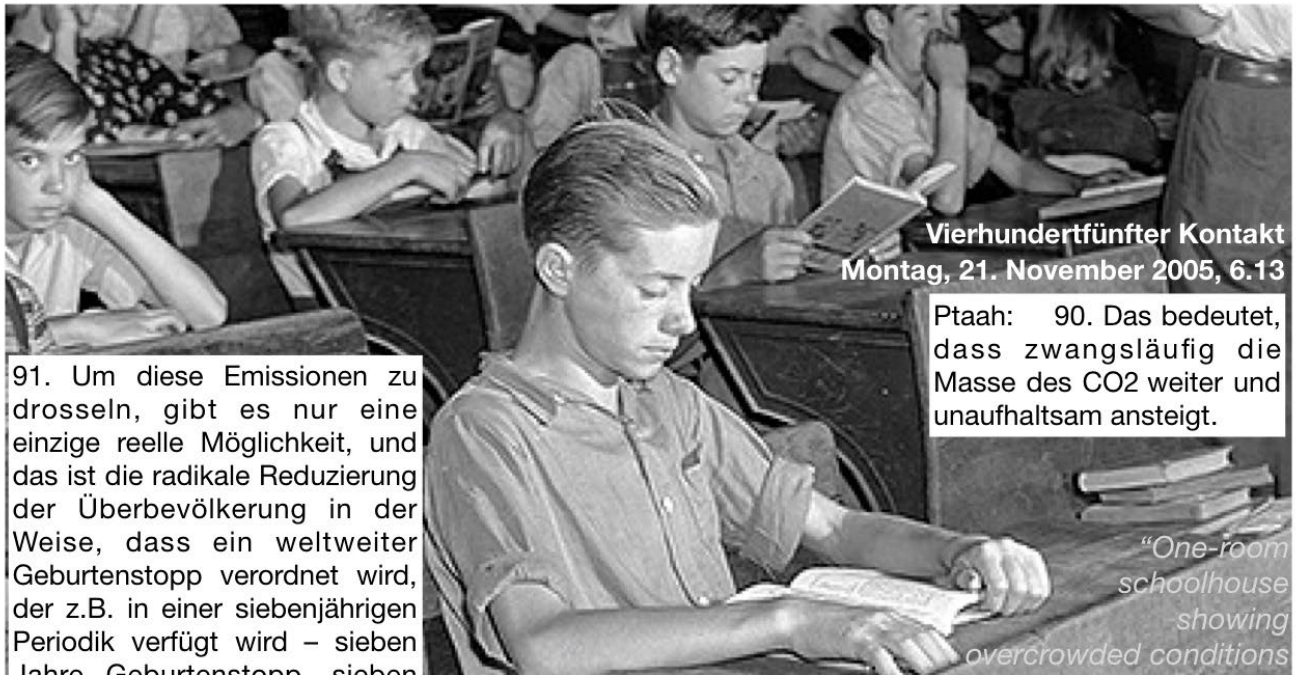 Vierhundertfünfter Kontakt
Montag, 21. November 2005, 6.13
Ptaah: 90. Das bedeutet,
dass zwangsläufig die
Masse des CO2 weiter und
unaufhaltsam ansteigt.
91. Um diese Emissionen zu
drosseln, gibt es nur eine
einzige reelle Möglichkeit, und
das ist die radikale Reduzierung
der Überbevölkerung in der
Weise, dass ein weltweiter
Geburtenstopp verordnet wird,
der z.B. in einer siebenjährigen
Periodik verfügt wird – sieben
Jahre Geburtenstopp, sieben
“One-room
schoolhouse
showing
overcrowded conditions